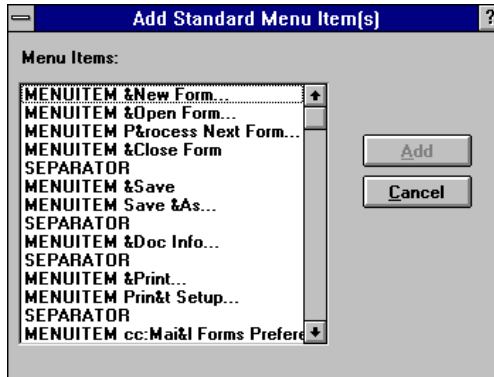 Add Standard Menu Item(s)
?
Menu Items:
MENUITEM &New Form...
MENUITEM &Open Form...
MENUITEM P&rocess Next Form...
MENUITEM &Close Form
SEPARATOR
MENUITEM &Save
MENUITEM Save &As...
SEPARATOR
MENUITEM &Doc Info...
SEPARATOR
MENUITEM &Print...
MENUITEM Prin&t Setup...
SEPARATOR
MENUITEM cc:Mai&l Forms Prefere
Add
Cancel